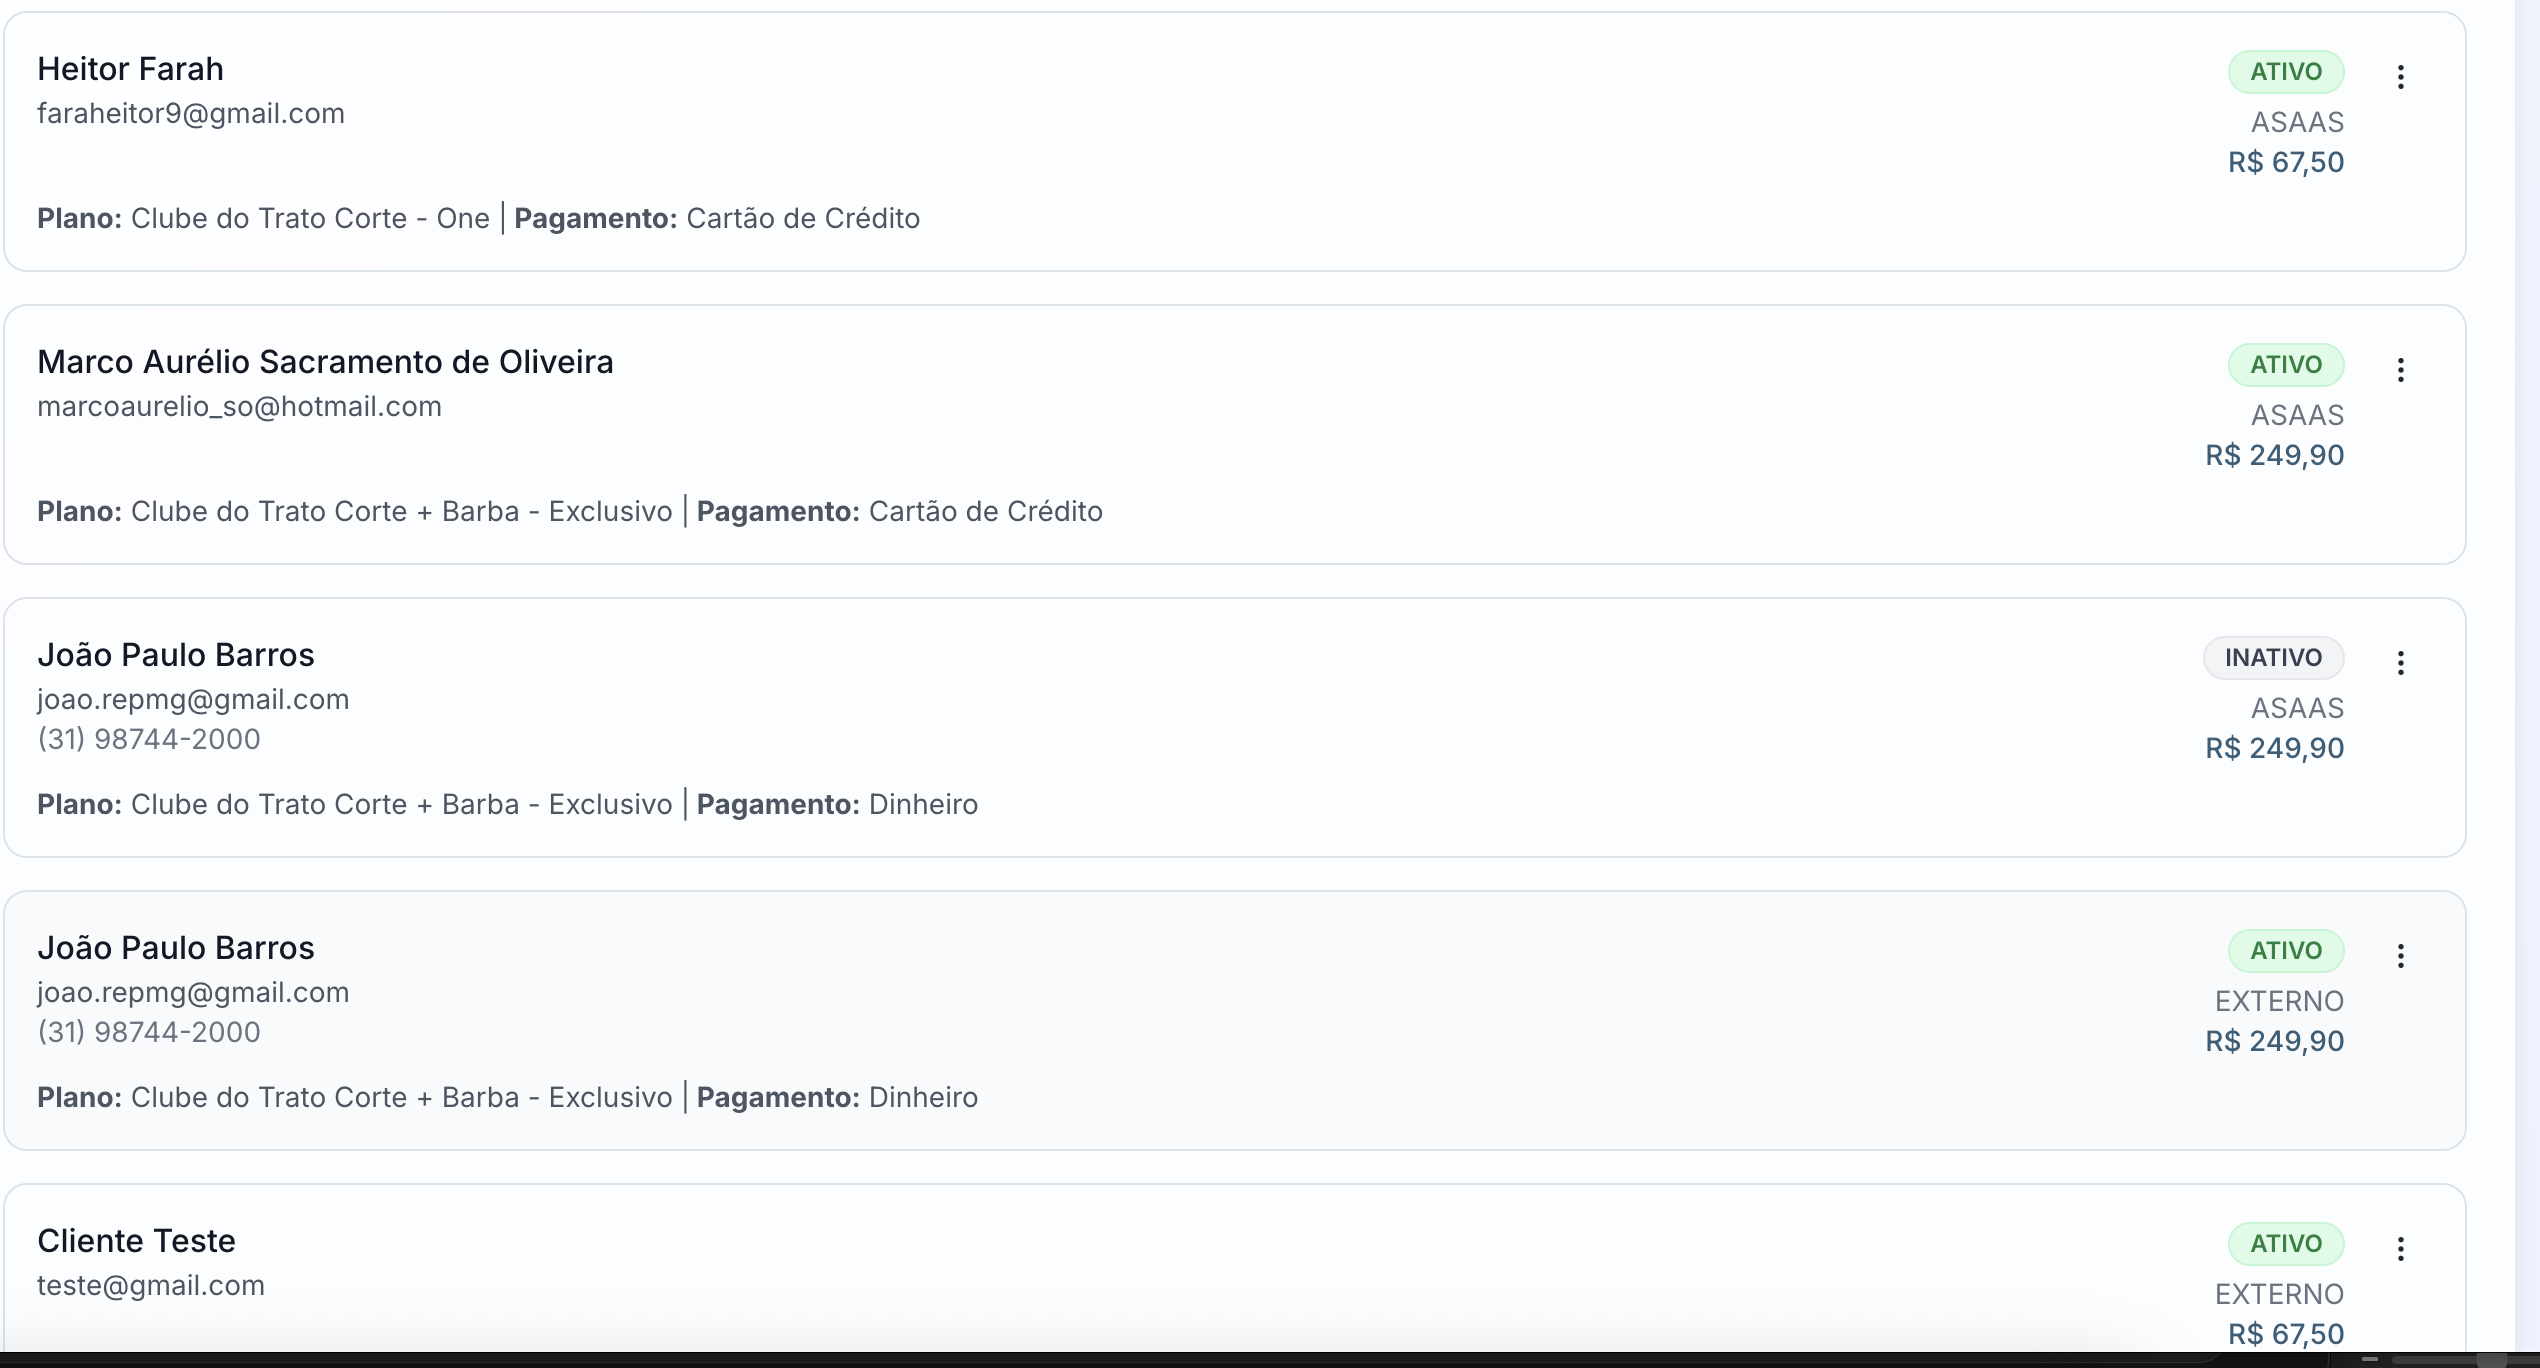 Heitor Farah
ATIVO
faraheitor9@gmail.com
ASAAS
R$ 67,50
Plano: Clube do Trato Corte - One | Pagamento: Cartão de Crédito
Marco Aurélio Sacramento de Oliveira
ATIVO
marcoaurelio_so@hotmail.com
ASAAS
R$ 249,90
Plano: Clube do Trato Corte + Barba - Exclusivo | Pagamento: Cartão de Crédito
João Paulo Barros
INATIVO
joao.repmg@gmail.com
ASAAS
(31) 98744-2000
R$ 249,90
Plano: Clube do Trato Corte + Barba - Exclusivo | Pagamento: Dinheiro
João Paulo Barros
ATIVO
joao.repmg@gmail.com
EXTERNO
(31) 98744-2000
R$ 249,90
Plano: Clube do Trato Corte + Barba - Exclusivo | Pagamento: Dinheiro
Cliente Teste
ATIVO
teste@gmail.com
EXTERNO
R$ 67,50